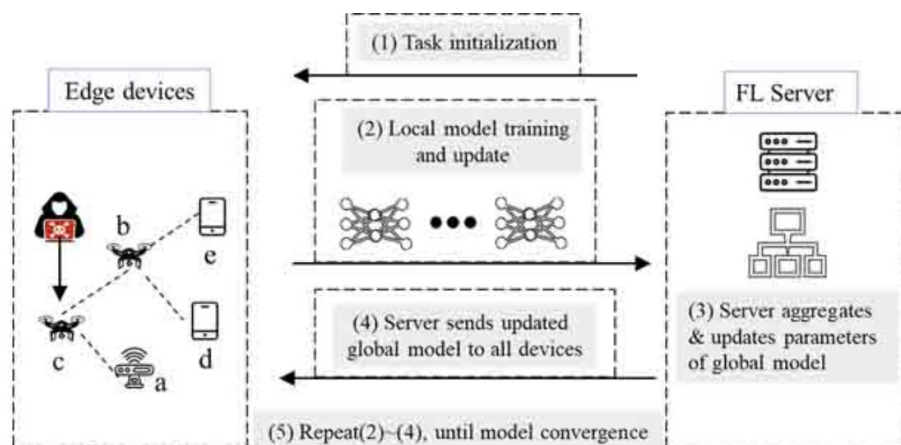 (1) Task initialization
Edge devices
FL Server
(2) Local model training
and update
b
e
c
a
d
(3) Server aggregates
& updates parameters
of global model
(4) Server sends updated
global model to all devices
(5) Repeat(2)~(4), until model convergence